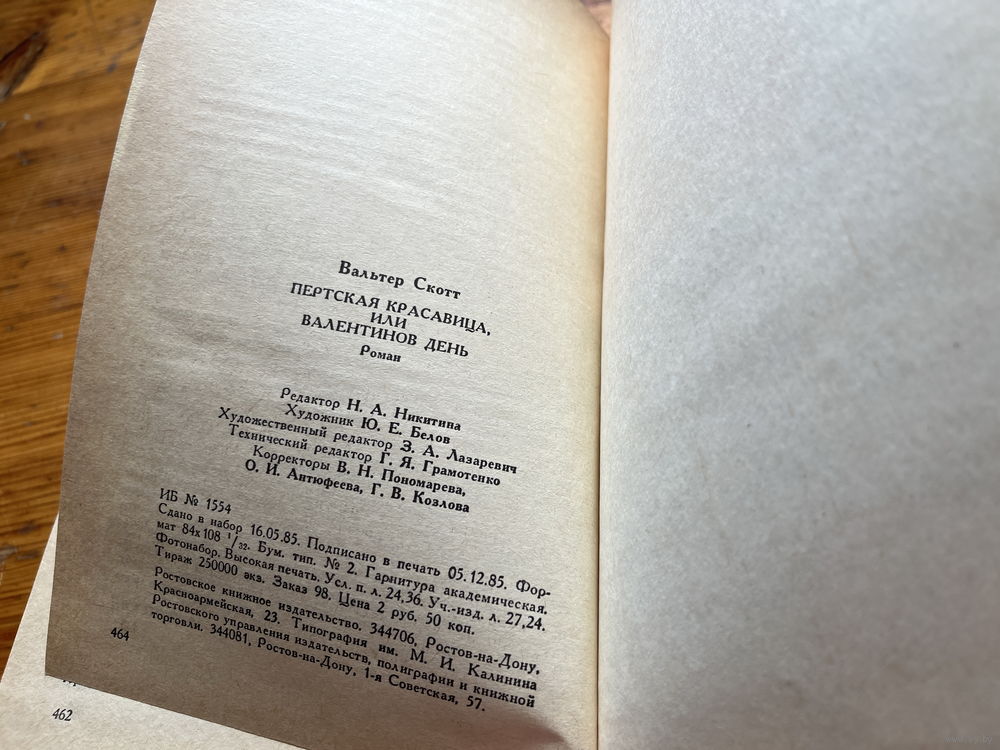 Вальтер Скотт
ПЕРТСКАЯ КРАСАВИЦА,
ИЛИ
ВАЛЕНТИНОВ ДЕНЬ
Роман
Редактор Н. А. Никитина
Художник Ю. Е. Белов
Художественный редактор З. А. Лазаревич
Технический редактор Г. Я. Грамотенко
Корректоры В. Н. Пономарева,
О. И. Антюфеева, Г. В. Козлова
ИБ № 1554
Сдано в набор 16.05.85. Подписано в печать 05.12.85. Фор-
мат 84х108 1/32. Бум. тип. № 2. Гарнитура академическая.
Фотонабор. Высокая печать. Усл. п. л. 24,36. Уч.-изд. л. 27,24.
Тираж 250000 экз. Заказ 98. Цена 2 руб. 50 коп.
Ростовское книжное издательство. 344706, Ростов-на-Дону,
Красноармейская, 23. Типография им. М. И. Калинина
Ростовского управления издательств, полиграфии и книжной
торговли. 344081, Ростов-на-Дону, 1-я Советская, 57.
464
462